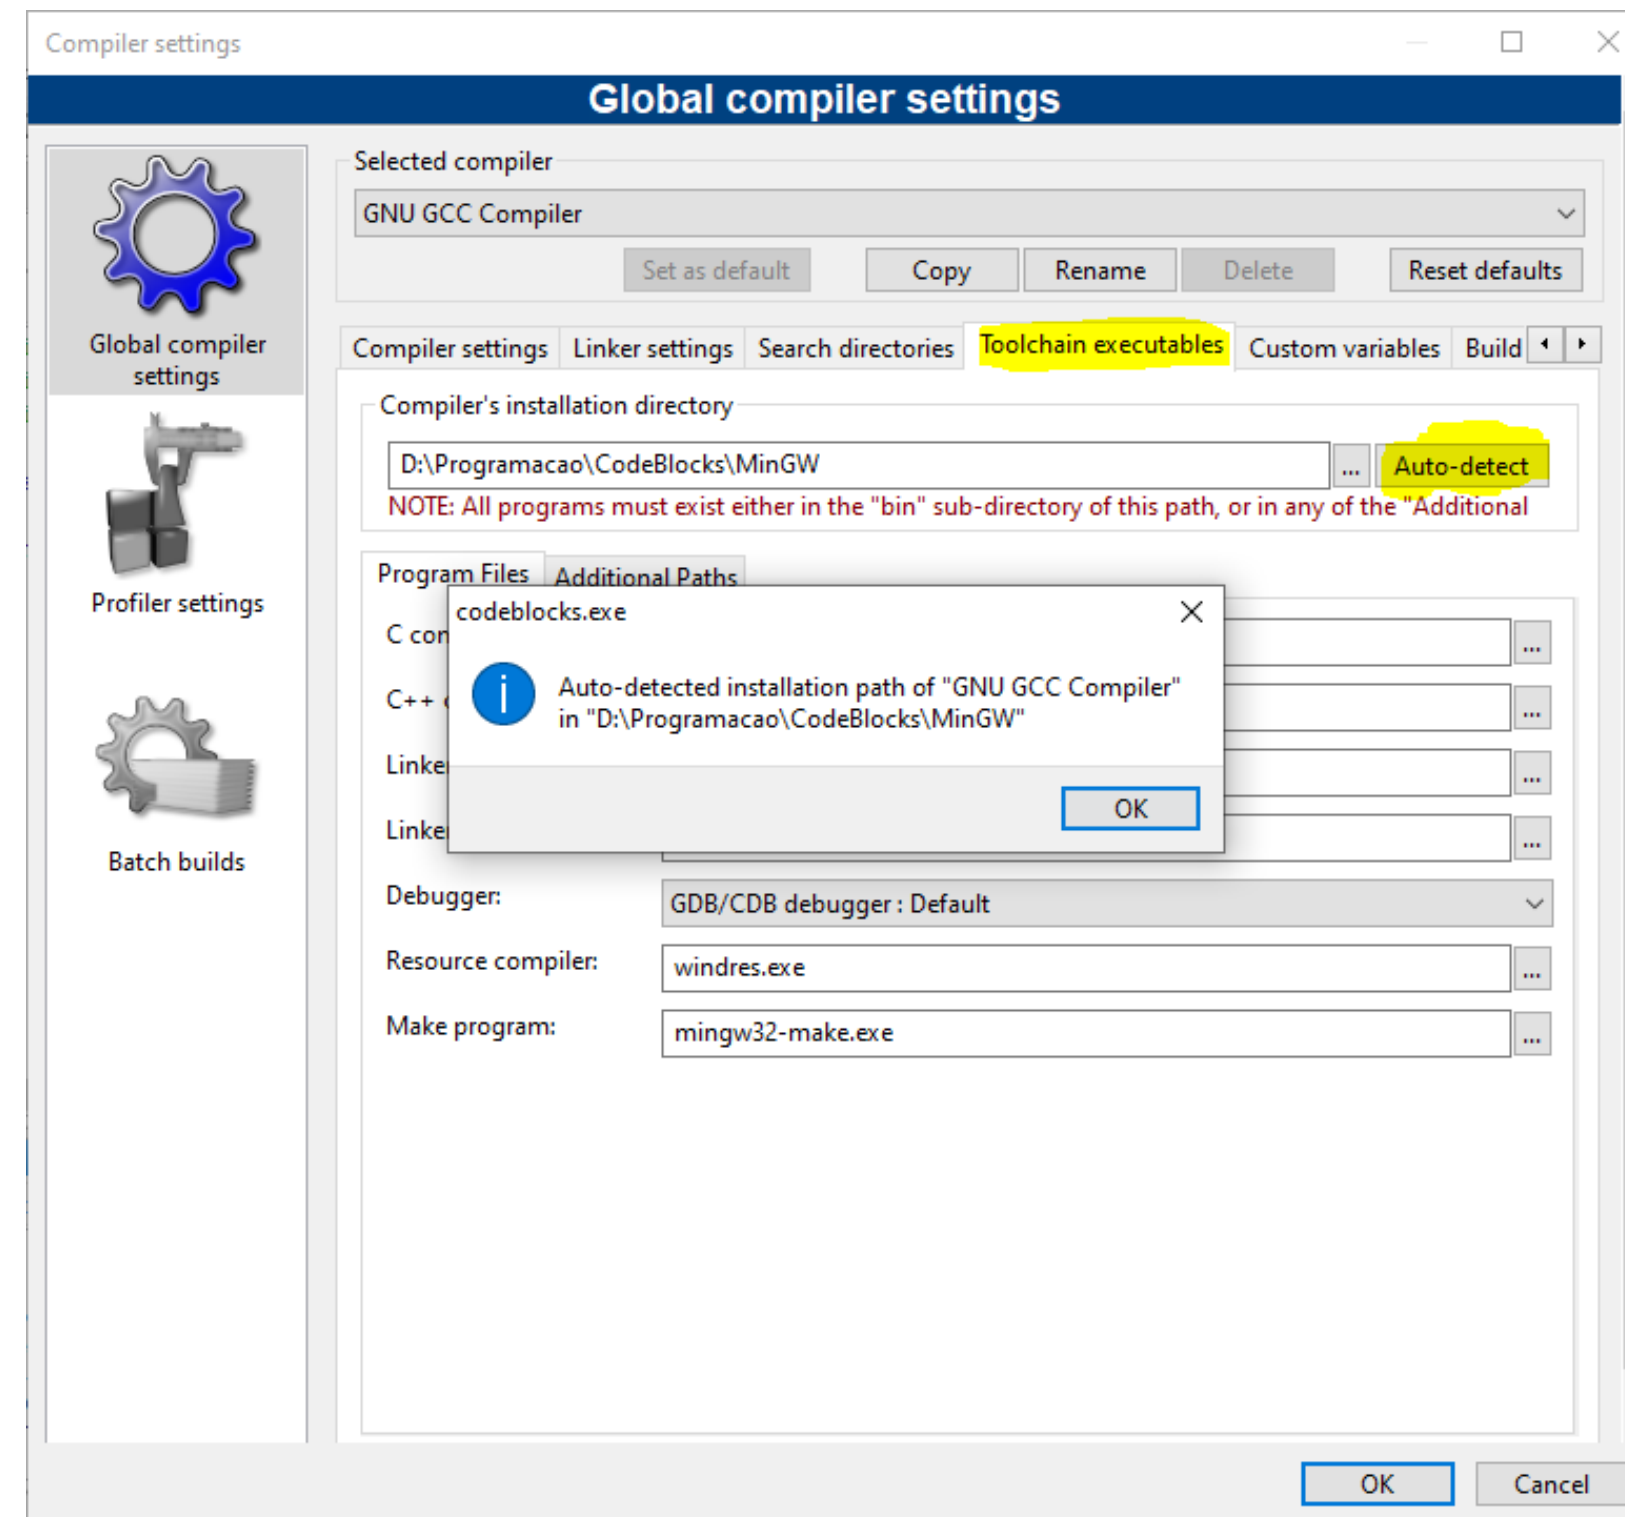 Compiler settings
Global compiler settings
Global compiler
settings
Profiler settings
Batch builds
Selected compiler
GNU GCC Compiler
Set as default Copy Rename Delete Reset defaults
Compiler settings Linker settings Search directories Toolchain executables Custom variables Build
Compiler's installation directory
D:\Programacao\CodeBlocks\MinGW ... Auto-detect
NOTE: All programs must exist either in the "bin" sub-directory of this path, or in any of the "Additional
Program Files Additional Paths
codeblocks.exe
Auto-detected installation path of "GNU GCC Compiler"
in "D:\Programacao\CodeBlocks\MinGW"
OK
C con ...
C++ ...
Linke ...
Linke ...
Debugger: GDB/CDB debugger : Default
Resource compiler: windres.exe ...
Make program: mingw32-make.exe ...
OK Cancel